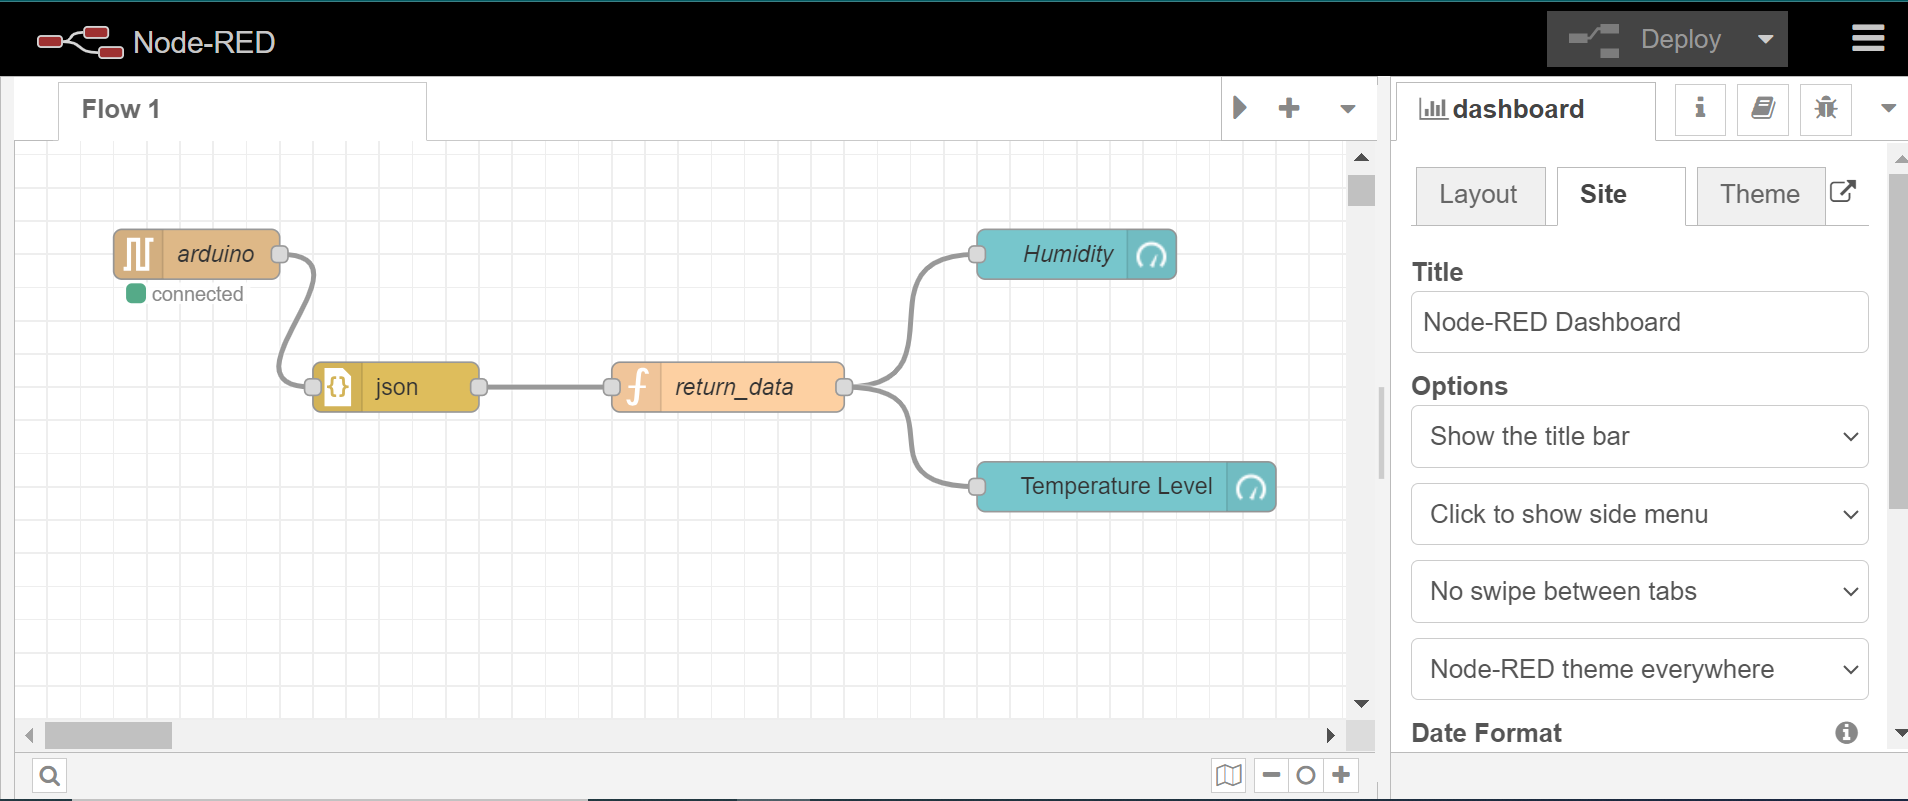 Node-RED
Deploy
Flow 1
dashboard
Layout
Site
Theme
arduino
connected
json
return_data
Humidity
Temperature Level
Title
Node-RED Dashboard
Options
Show the title bar
Click to show side menu
No swipe between tabs
Node-RED theme everywhere
Date Format